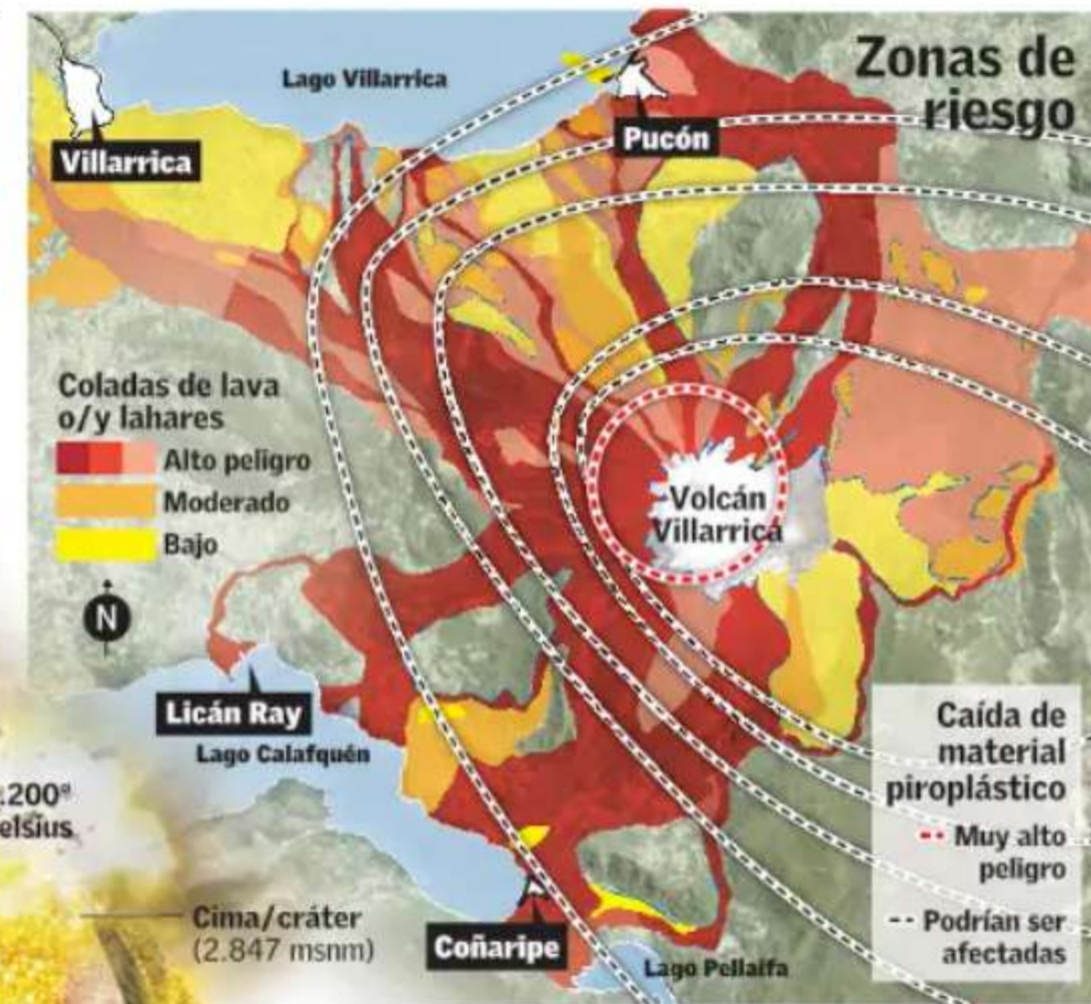 Zonas de
riesgo
Lago Villarrica
Villarrica
Pucón
Coladas de lava
o/y lahares
Alto peligro
Moderado
Bajo
N
Volcán
Villarrica
Licán Ray
Lago Calafquén
.200º
elsius
Cima/cráter
(2.847 msnm)
Coñaripe
Lago Pellaifa
Caída de
material
piroplástico
Muy alto
peligro
Podrían ser
afectadas